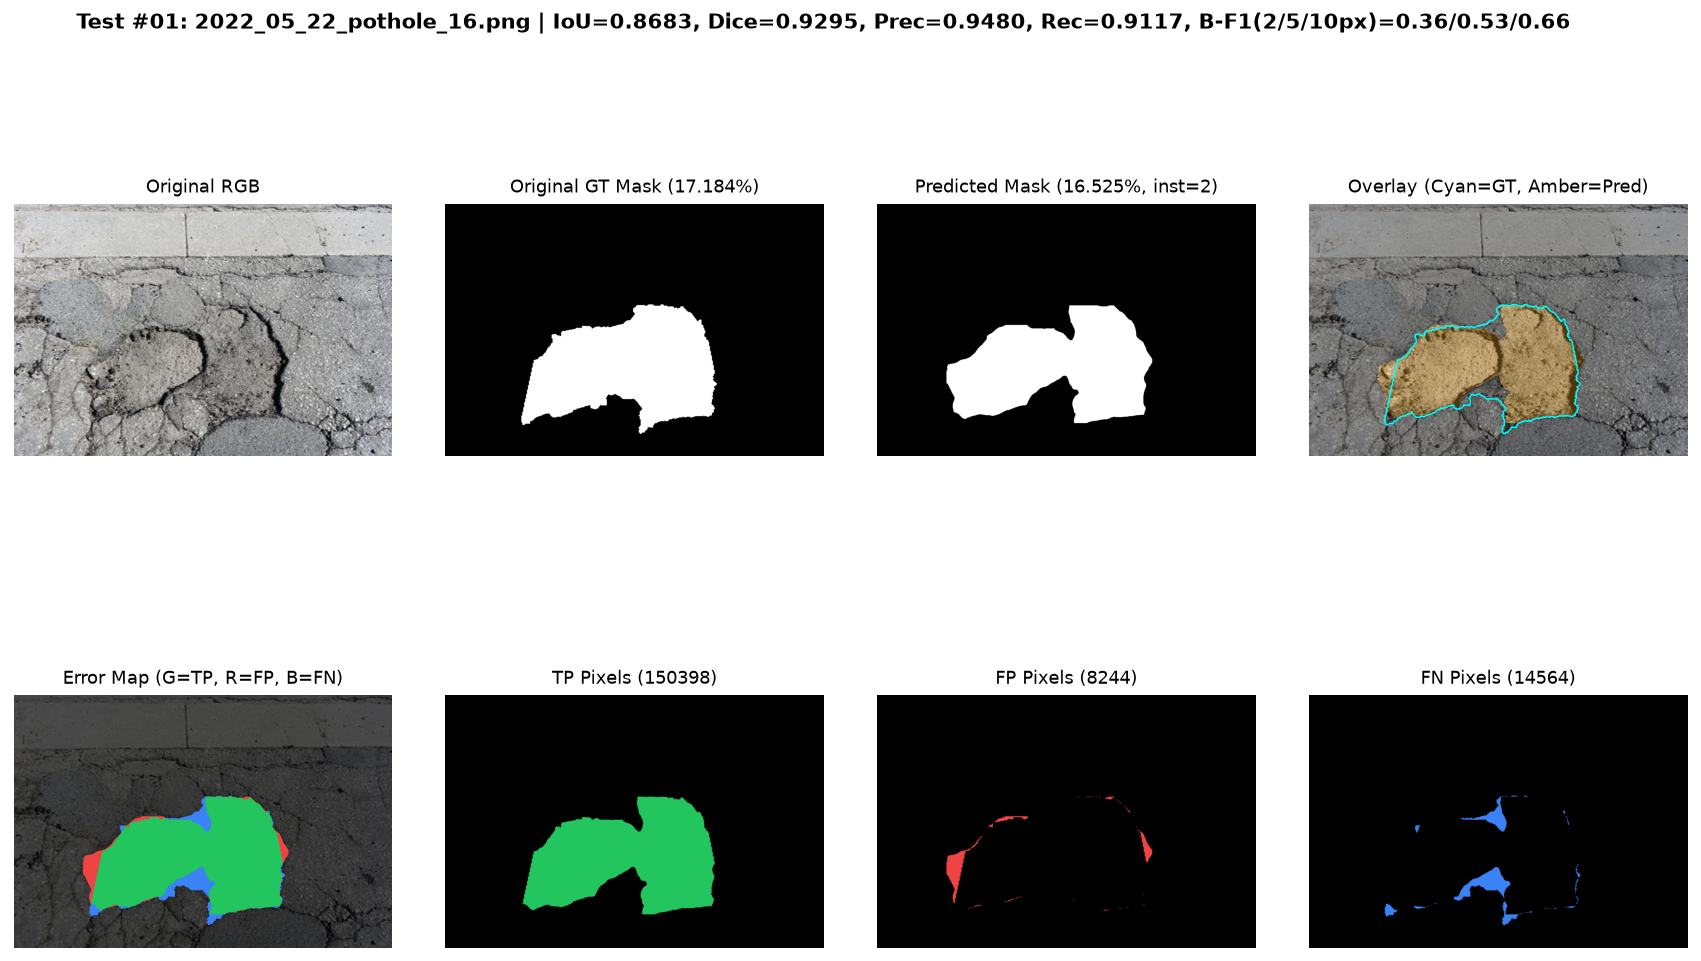 Test #01: 2022_05_22_pothole_16.png | IoU=0.8683, Dice=0.9295, Prec=0.9480, Rec=0.9117, B-F1(2/5/10px)=0.36/0.53/0.66
Original RGB
Original GT Mask (17.184%)
Predicted Mask (16.525%, inst=2)
Overlay (Cyan=GT, Amber=Pred)
Error Map (G=TP, R=FP, B=FN)
TP Pixels (150398)
FP Pixels (8244)
FN Pixels (14564)